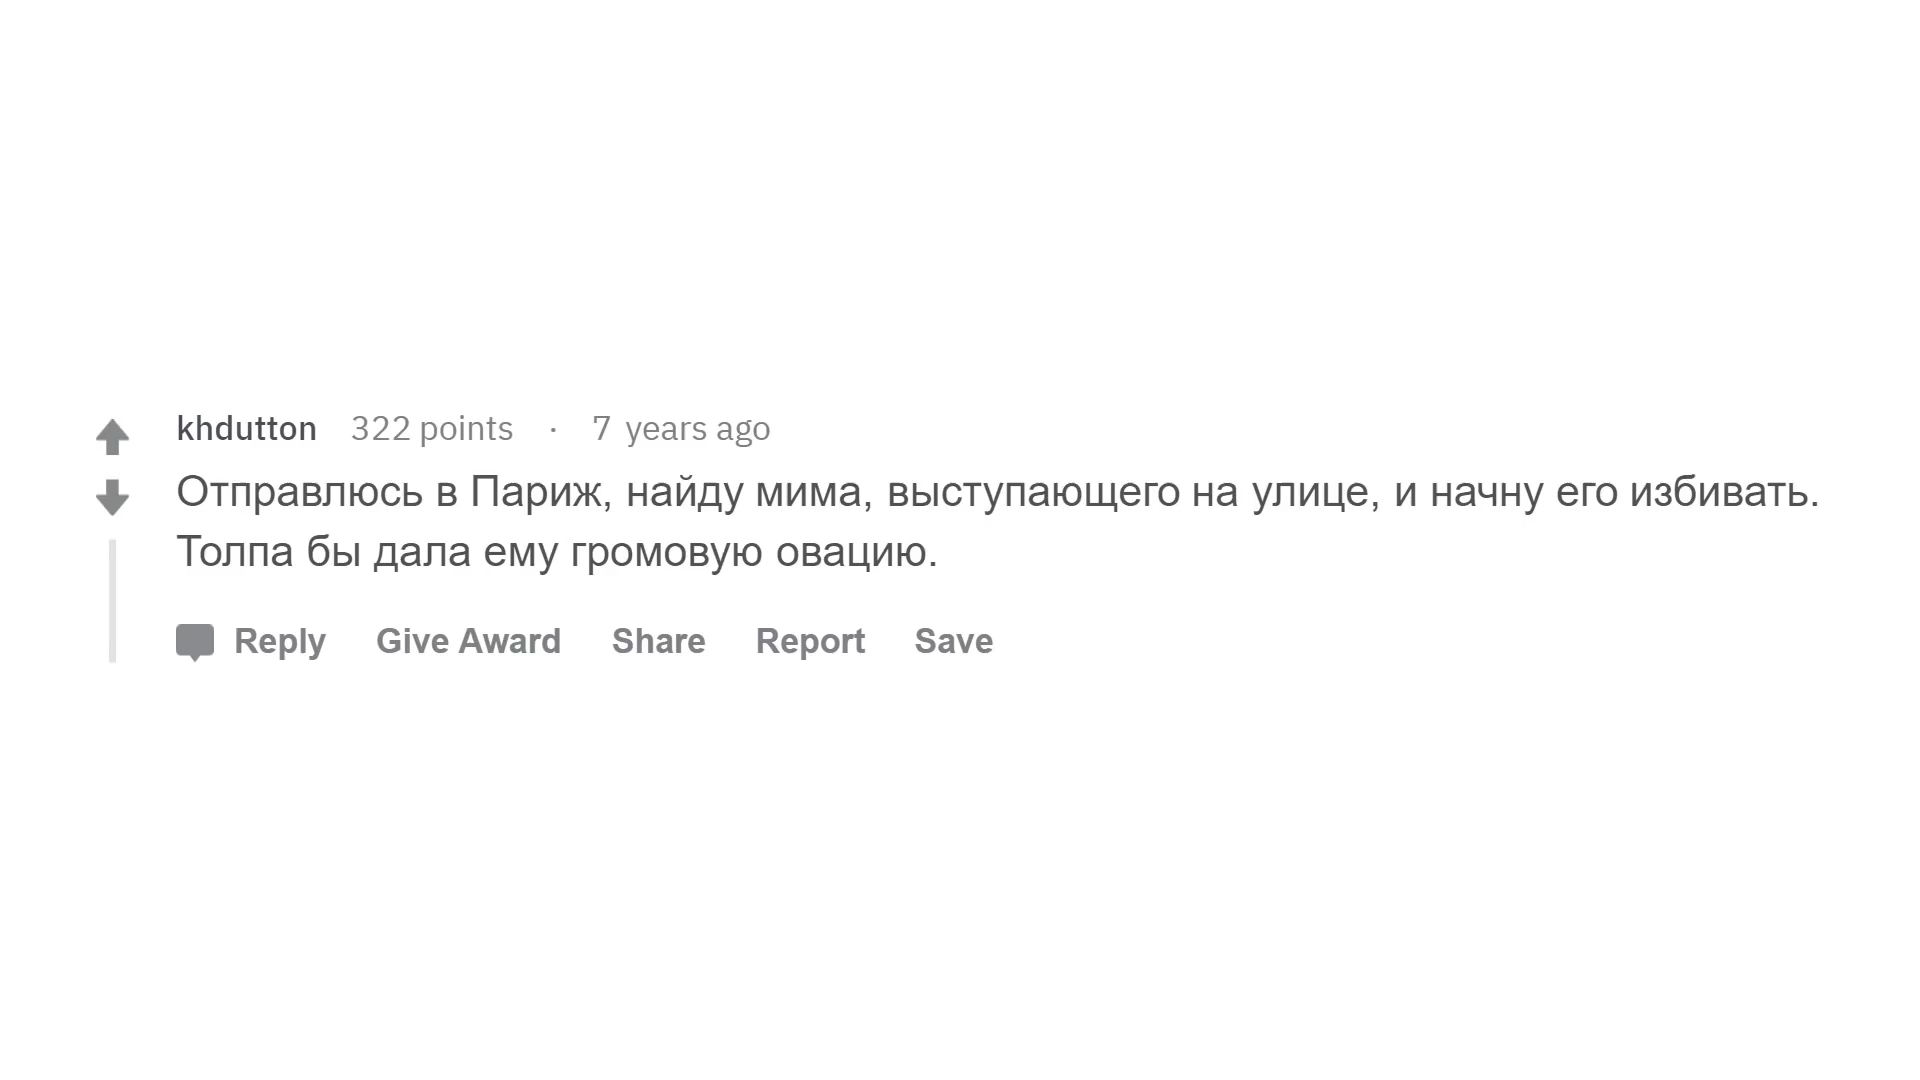 khdutton 322 points · 7 years ago
Отправлюсь в Париж, найду мима, выступающего на улице, и начну его избивать.
Толпа бы дала ему громовую овацию.
Reply Give Award Share Report Save